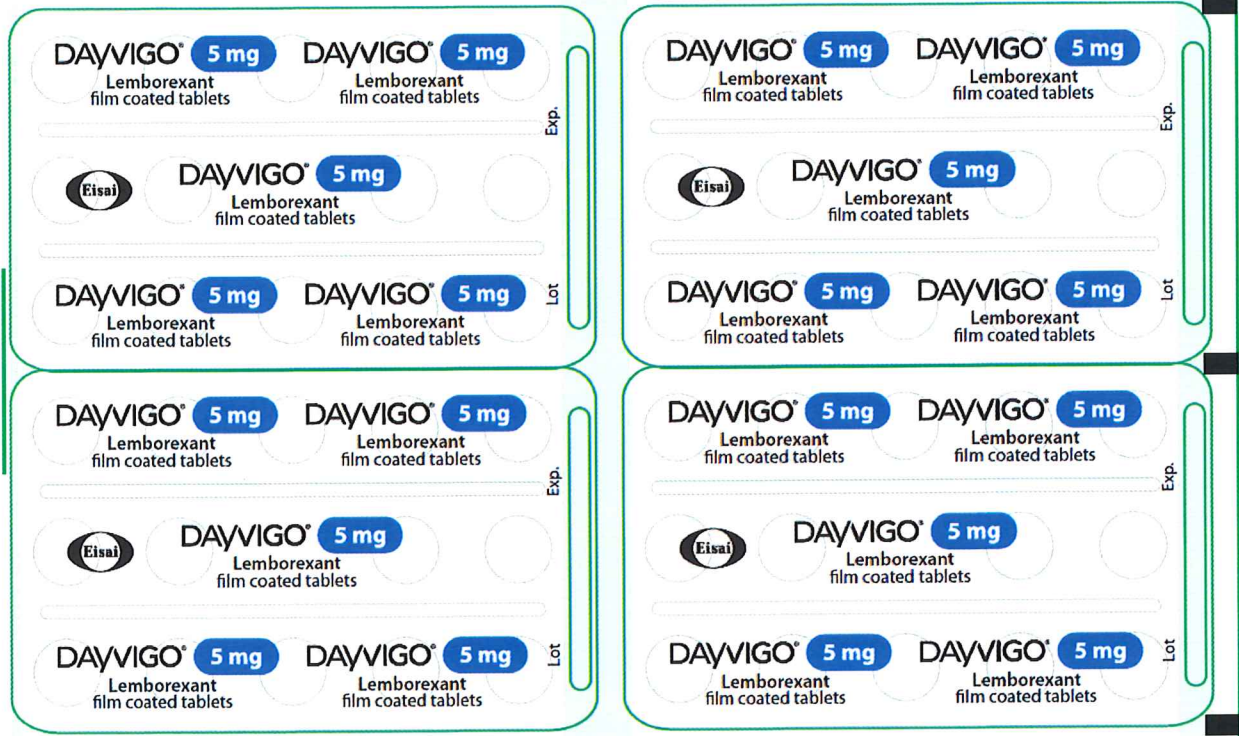 DAYVIGO® 5 mg DAYVIGO® 5 mg
Lemborexant Lemborexant
film coated tablets film coated tablets
Exp.
Eisai DAYVIGO® 5 mg
Lemborexant
film coated tablets
DAYVIGO® 5 mg DAYVIGO® 5 mg
Lemborexant Lemborexant
film coated tablets film coated tablets
Lot
DAYVIGO® 5 mg DAYVIGO® 5 mg
Lemborexant Lemborexant
film coated tablets film coated tablets
Exp.
Eisai DAYVIGO® 5 mg
Lemborexant
film coated tablets
DAYVIGO® 5 mg DAYVIGO® 5 mg
Lemborexant Lemborexant
film coated tablets film coated tablets
Lot
DAYVIGO® 5 mg DAYVIGO® 5 mg
Lemborexant Lemborexant
film coated tablets film coated tablets
Exp.
Eisai DAYVIGO® 5 mg
Lemborexant
film coated tablets
DAYVIGO® 5 mg DAYVIGO® 5 mg
Lemborexant Lemborexant
film coated tablets film coated tablets
Lot
DAYVIGO® 5 mg DAYVIGO® 5 mg
Lemborexant Lemborexant
film coated tablets film coated tablets
Exp.
Eisai DAYVIGO® 5 mg
Lemborexant
film coated tablets
DAYVIGO® 5 mg DAYVIGO® 5 mg
Lemborexant Lemborexant
film coated tablets film coated tablets
Lot